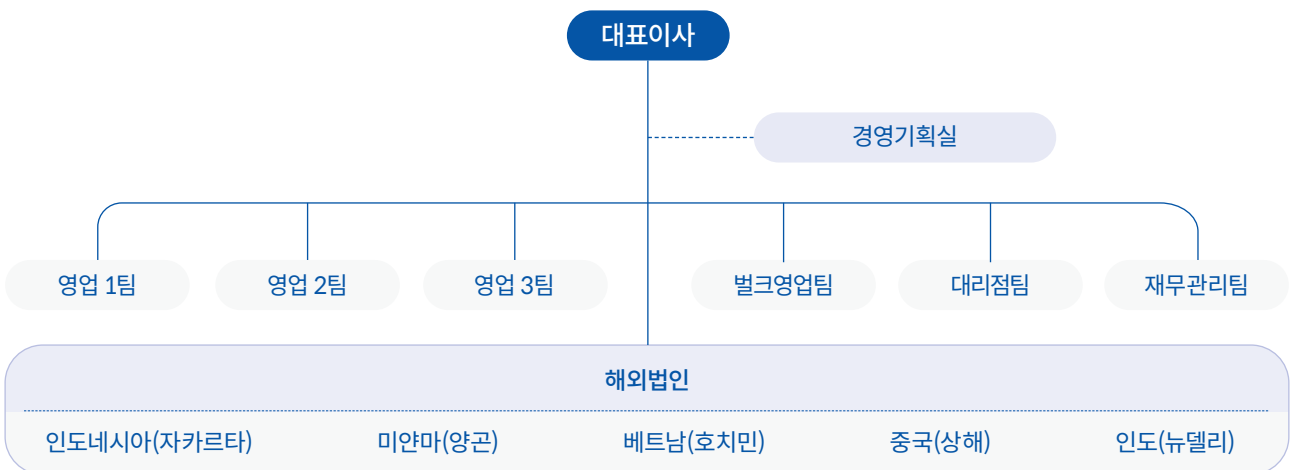 대표이사
경영기획실
영업 1팀 영업 2팀 영업 3팀 벌크영업팀 대리점팀 재무관리팀
해외법인
인도네시아(자카르타) 미얀마(양곤) 베트남(호치민) 중국(상해) 인도(뉴델리)